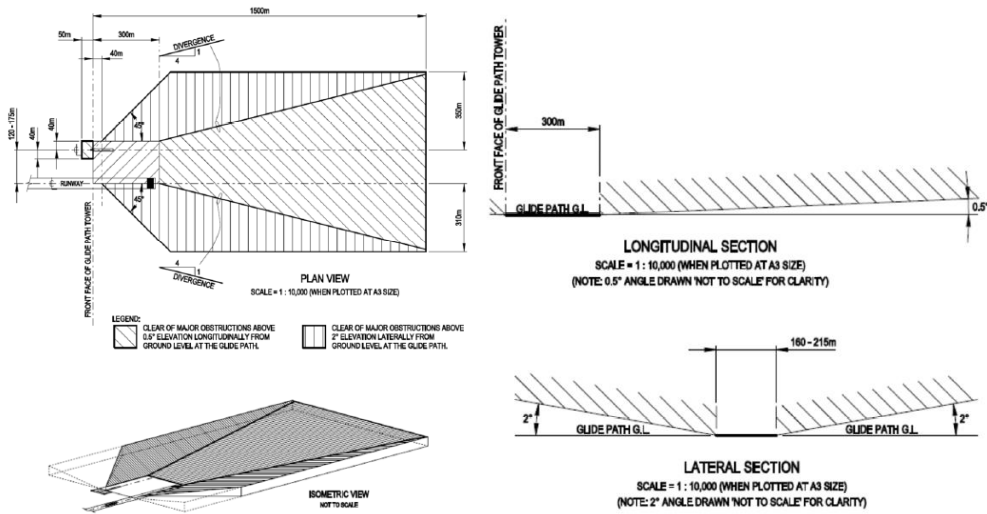 1500m
50m
300m
40m
DIVERGENCE
4
1
120 - 175m
40m
40m
45°
350m
RUNWAY
45°
310m
FRONT FACE OF GLIDE PATH TOWER
4
1
DIVERGENCE
PLAN VIEW
SCALE = 1 : 10,000 (WHEN PLOTTED AT A3 SIZE)
LEGEND:
CLEAR OF MAJOR OBSTRUCTIONS ABOVE
0.5° ELEVATION LONGITUDINALLY FROM
GROUND LEVEL AT THE GLIDE PATH.
CLEAR OF MAJOR OBSTRUCTIONS ABOVE
2° ELEVATION LATERALLY FROM
GROUND LEVEL AT THE GLIDE PATH.
ISOMETRIC VIEW
NOT TO SCALE
FRONT FACE OF GLIDE PATH TOWER
300m
GLIDE PATH G.L.
0.5°
LONGITUDINAL SECTION
SCALE = 1 : 10,000 (WHEN PLOTTED AT A3 SIZE)
(NOTE: 0.5° ANGLE DRAWN 'NOT TO SCALE' FOR CLARITY)
160 - 215m
2°
GLIDE PATH G.L.
GLIDE PATH G.L.
2°
LATERAL SECTION
SCALE = 1 : 10,000 (WHEN PLOTTED AT A3 SIZE)
(NOTE: 2° ANGLE DRAWN 'NOT TO SCALE' FOR CLARITY)